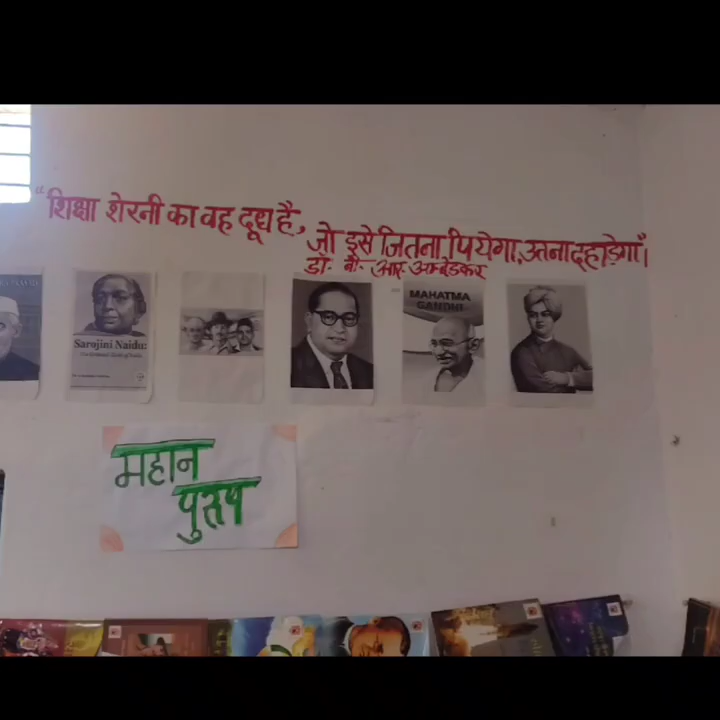 “शिक्षा शेरनी का वह दूध है,
जो इसे जितना पियेगा, उतना दहाड़ेगा”।
डॉ. बी. आर. अम्बेडकर
Sarojini Naidu:
MAHATMA
GANDHI
महान
पुरुष